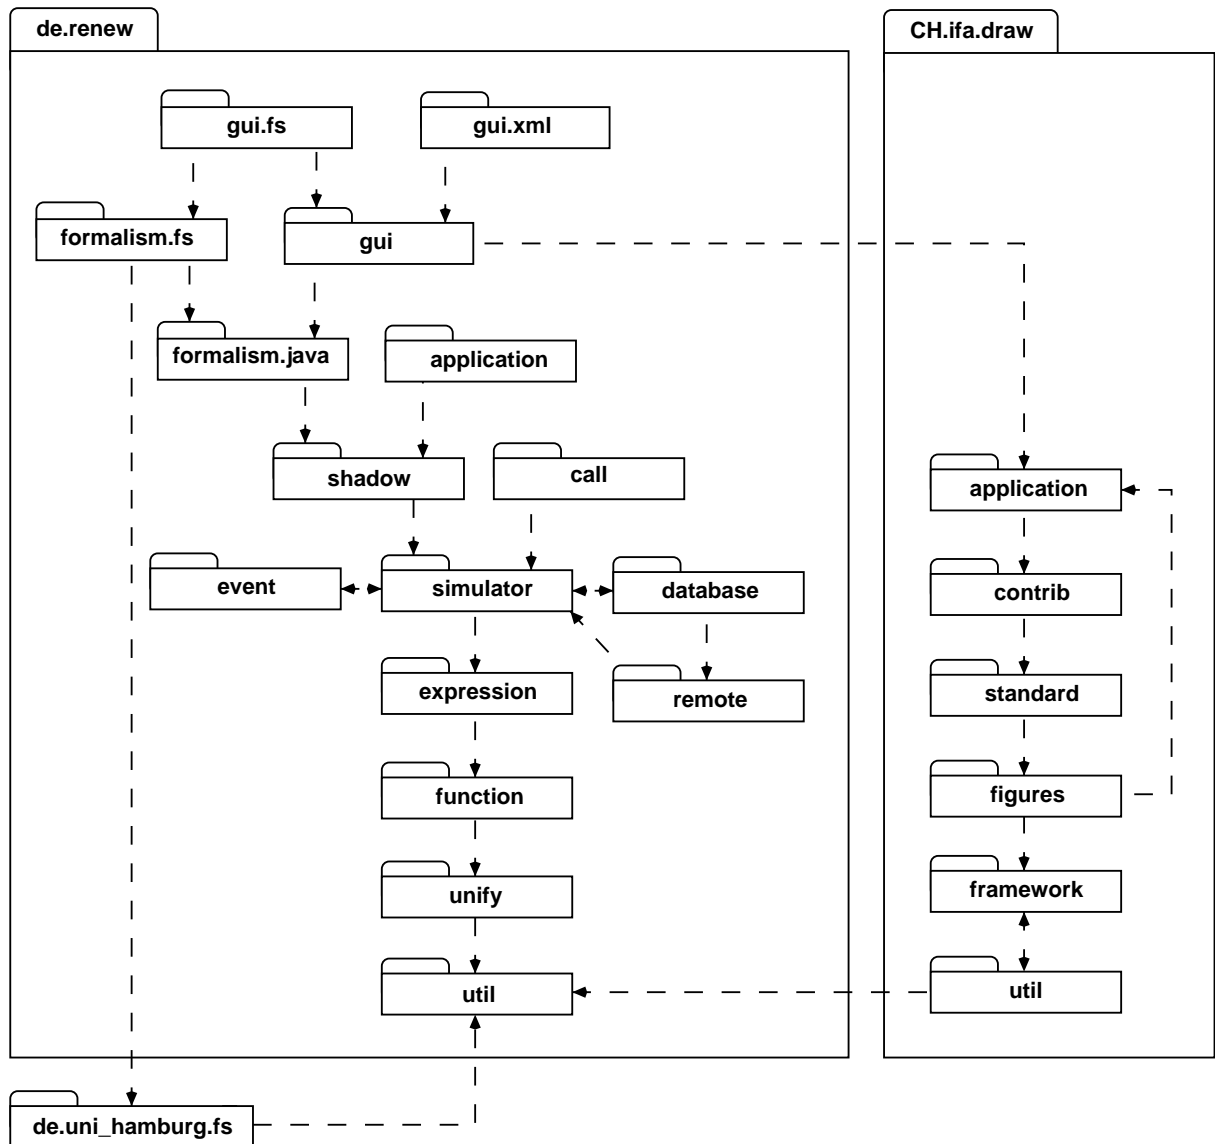 de.renew
CH.ifa.draw
gui.fs
gui.xml
formalism.fs
gui
formalism.java
application
shadow
call
application
event
simulator
database
contrib
expression
remote
standard
function
figures
unify
framework
util
util
de.uni_hamburg.fs